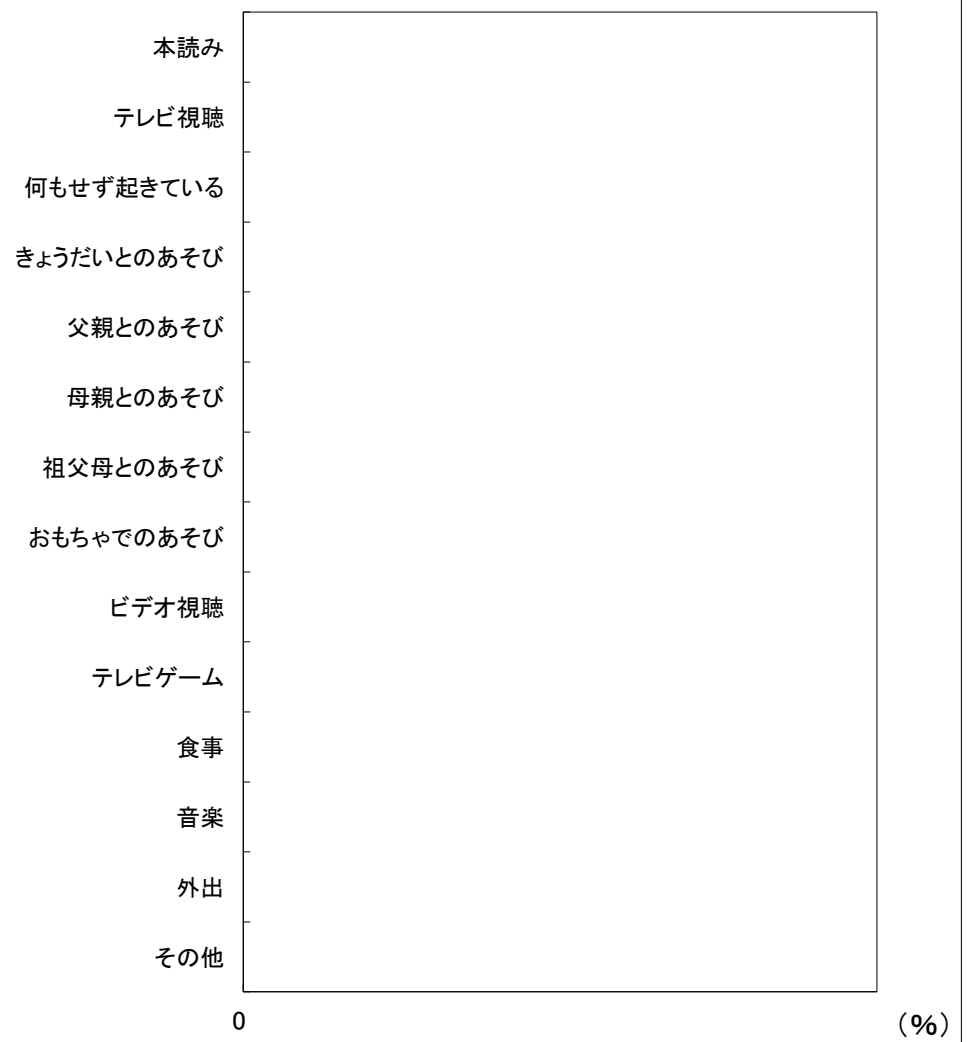 本読み
テレビ視聴
何もせず起きている
きょうだいとのあそび
父親とのあそび
母親とのあそび
祖父母とのあそび
おもちゃでのあそび
ビデオ視聴
テレビゲーム
食事
音楽
外出
その他
0
（%）